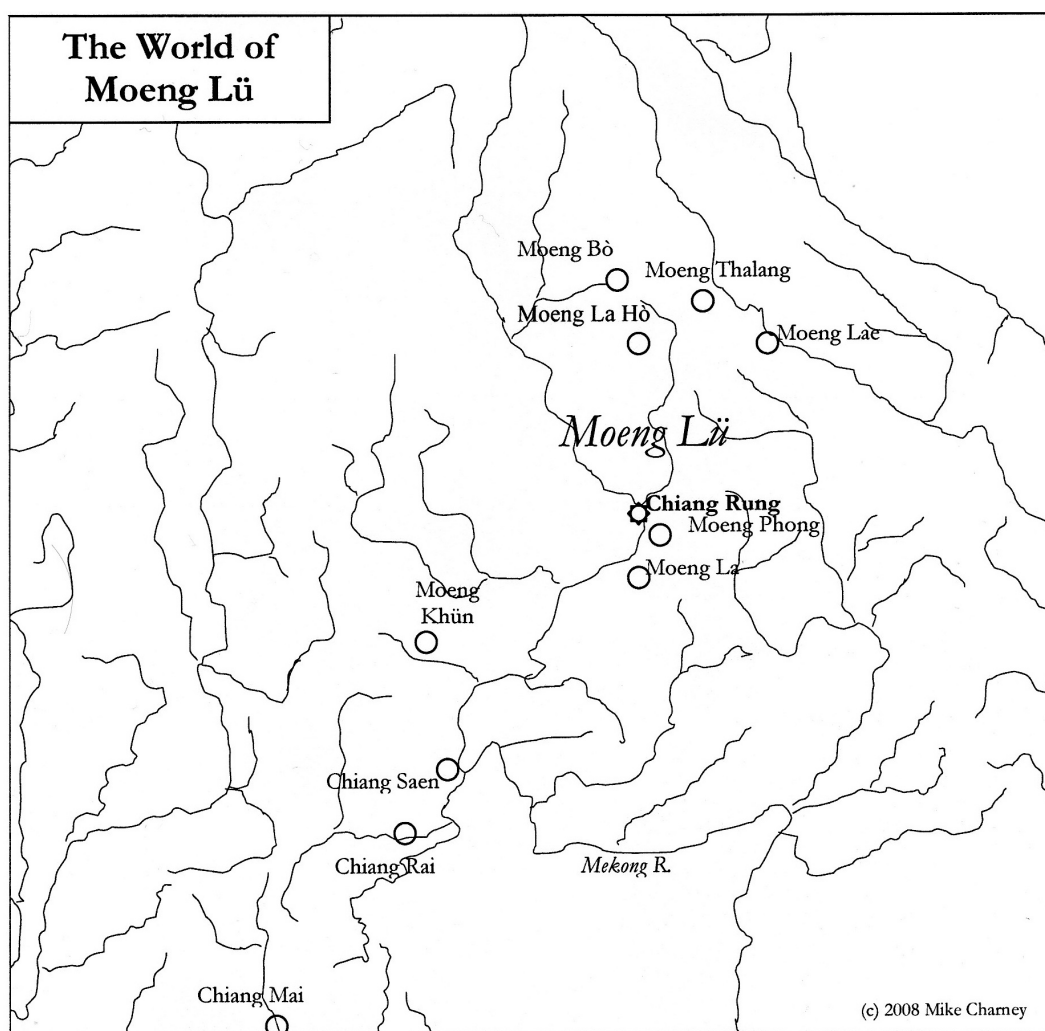 The World of
Moeng Lü
Moeng Bò
Moeng Thalang
Moeng La Hò
Moeng Lae
Moeng Lü
Chiang Rung
Moeng Phong
Moeng La
Moeng
Khün
Chiang Saen
Chiang Rai
Mekong R.
Chiang Mai
(c) 2008 Mike Charney